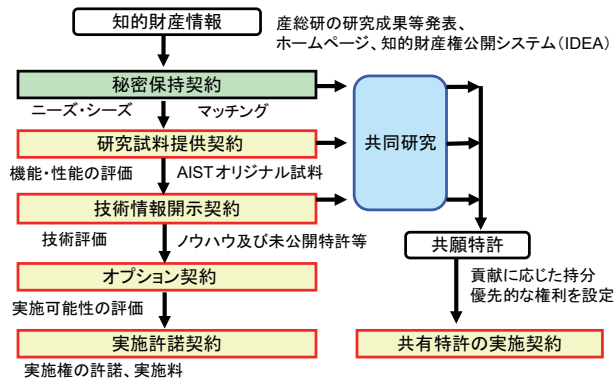 知的財産情報
産総研の研究成果等発表、
ホームページ、知的財産権公開システム(IDEA)
秘密保持契約
ニーズ・シーズ
マッチング
研究試料提供契約
共同研究
機能・性能の評価
AISTオリジナル試料
技術情報開示契約
技術評価
ノウハウ及び未公開特許等
共願特許
オプション契約
貢献に応じた持分
優先的な権利を設定
実施可能性の評価
実施許諾契約
共有特許の実施契約
実施権の許諾、実施料